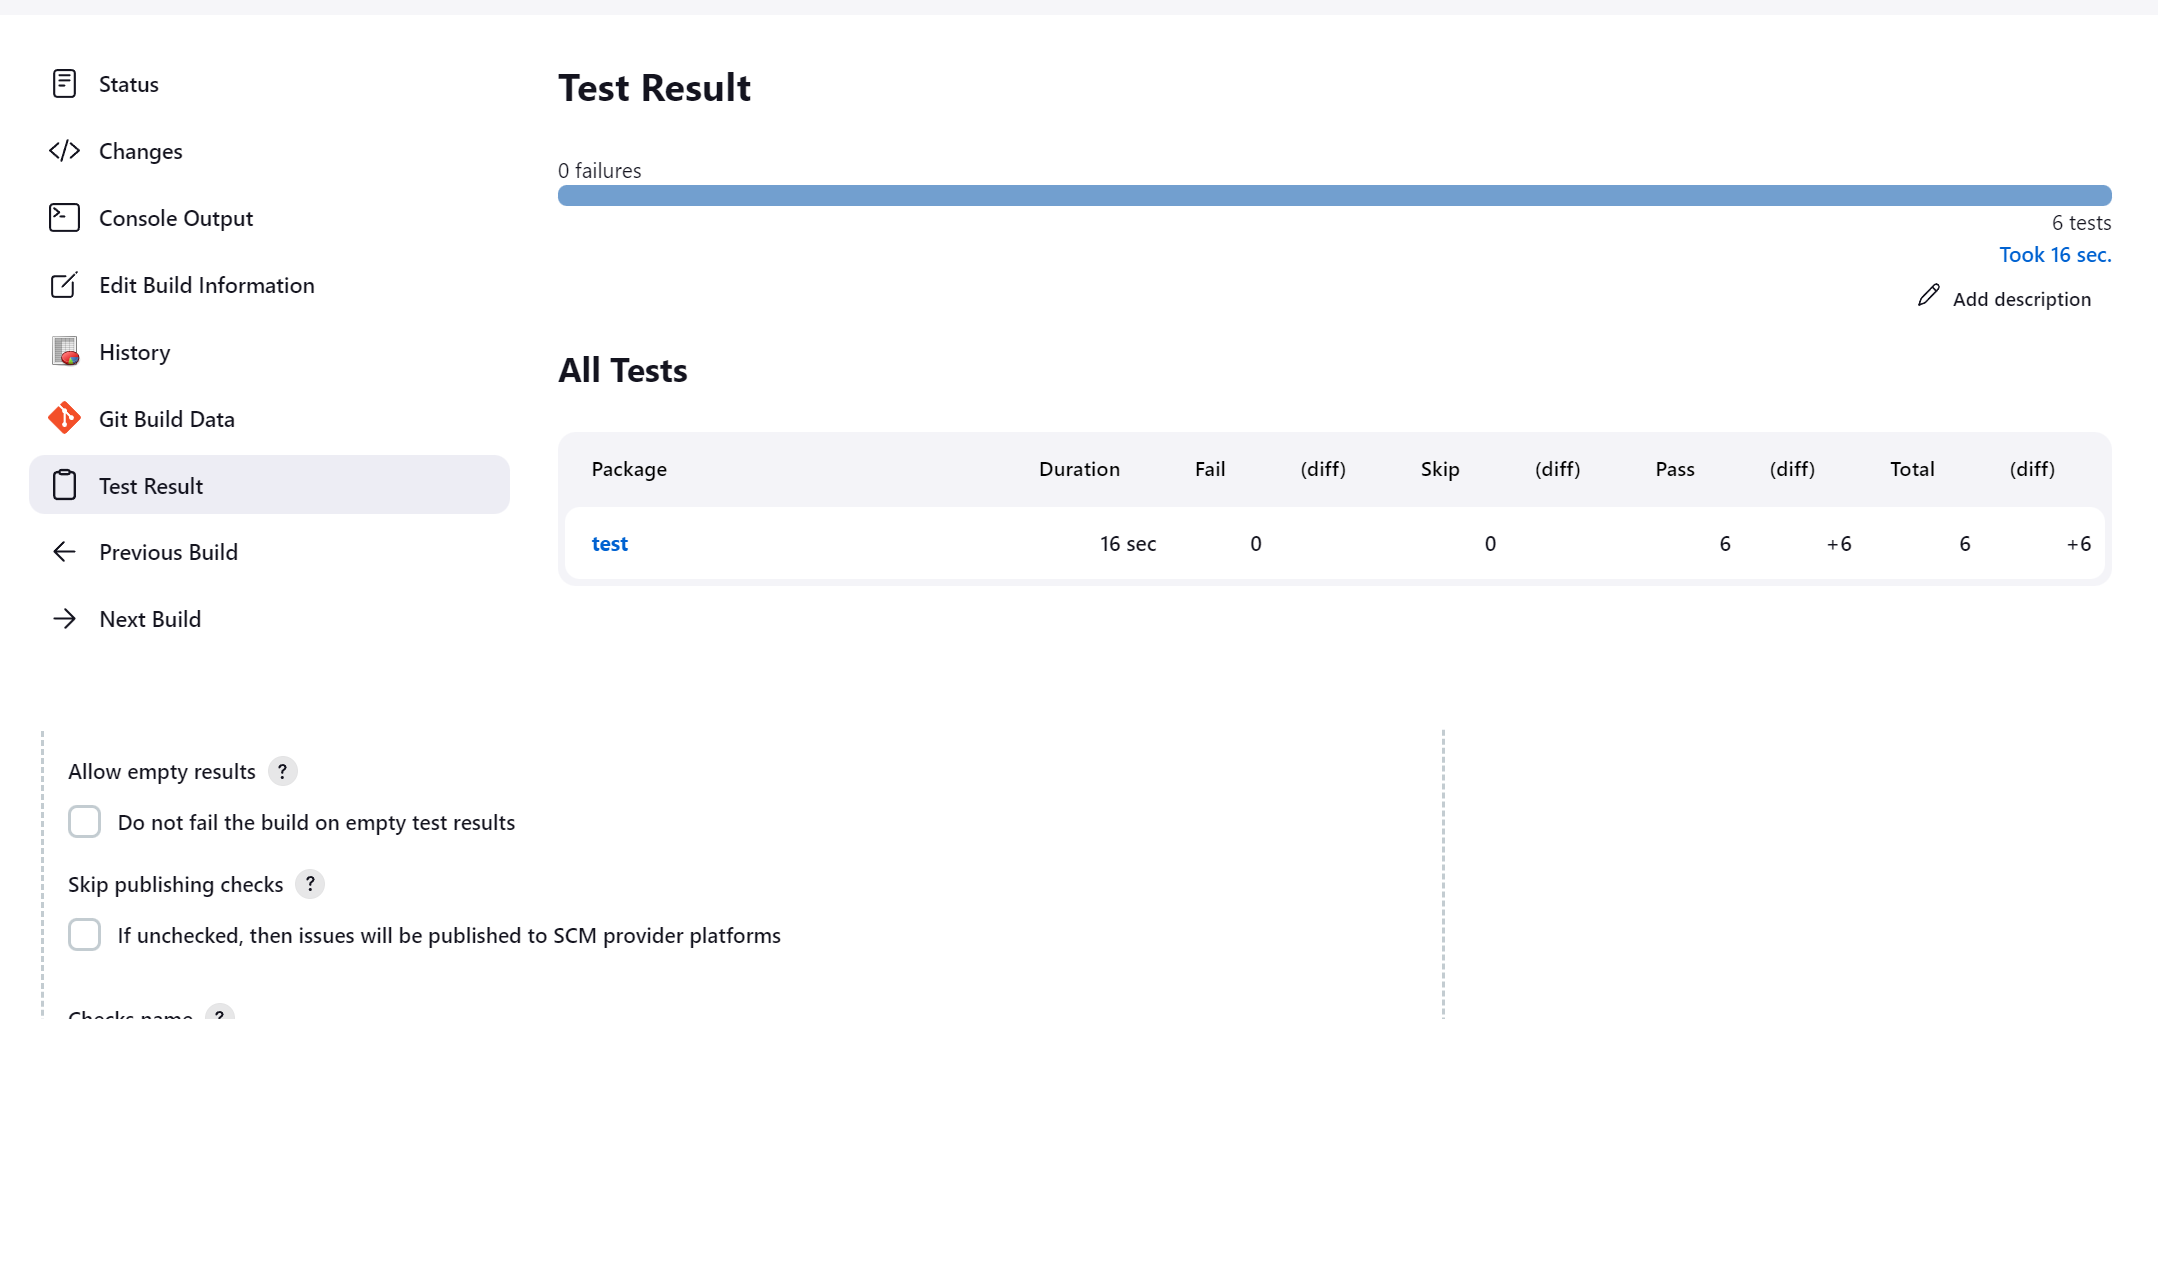 Status
Changes
Console Output
Edit Build Information
History
Git Build Data
Test Result
Previous Build
Next Build
Test Result
0 failures
6 tests
Took 16 sec.
Add description
All Tests
Package Duration Fail (diff) Skip (diff) Pass (diff) Total (diff)
test 16 sec 0 0 6 +6 6 +6
Allow empty results ?
Do not fail the build on empty test results
Skip publishing checks ?
If unchecked, then issues will be published to SCM provider platforms
Checks name ?